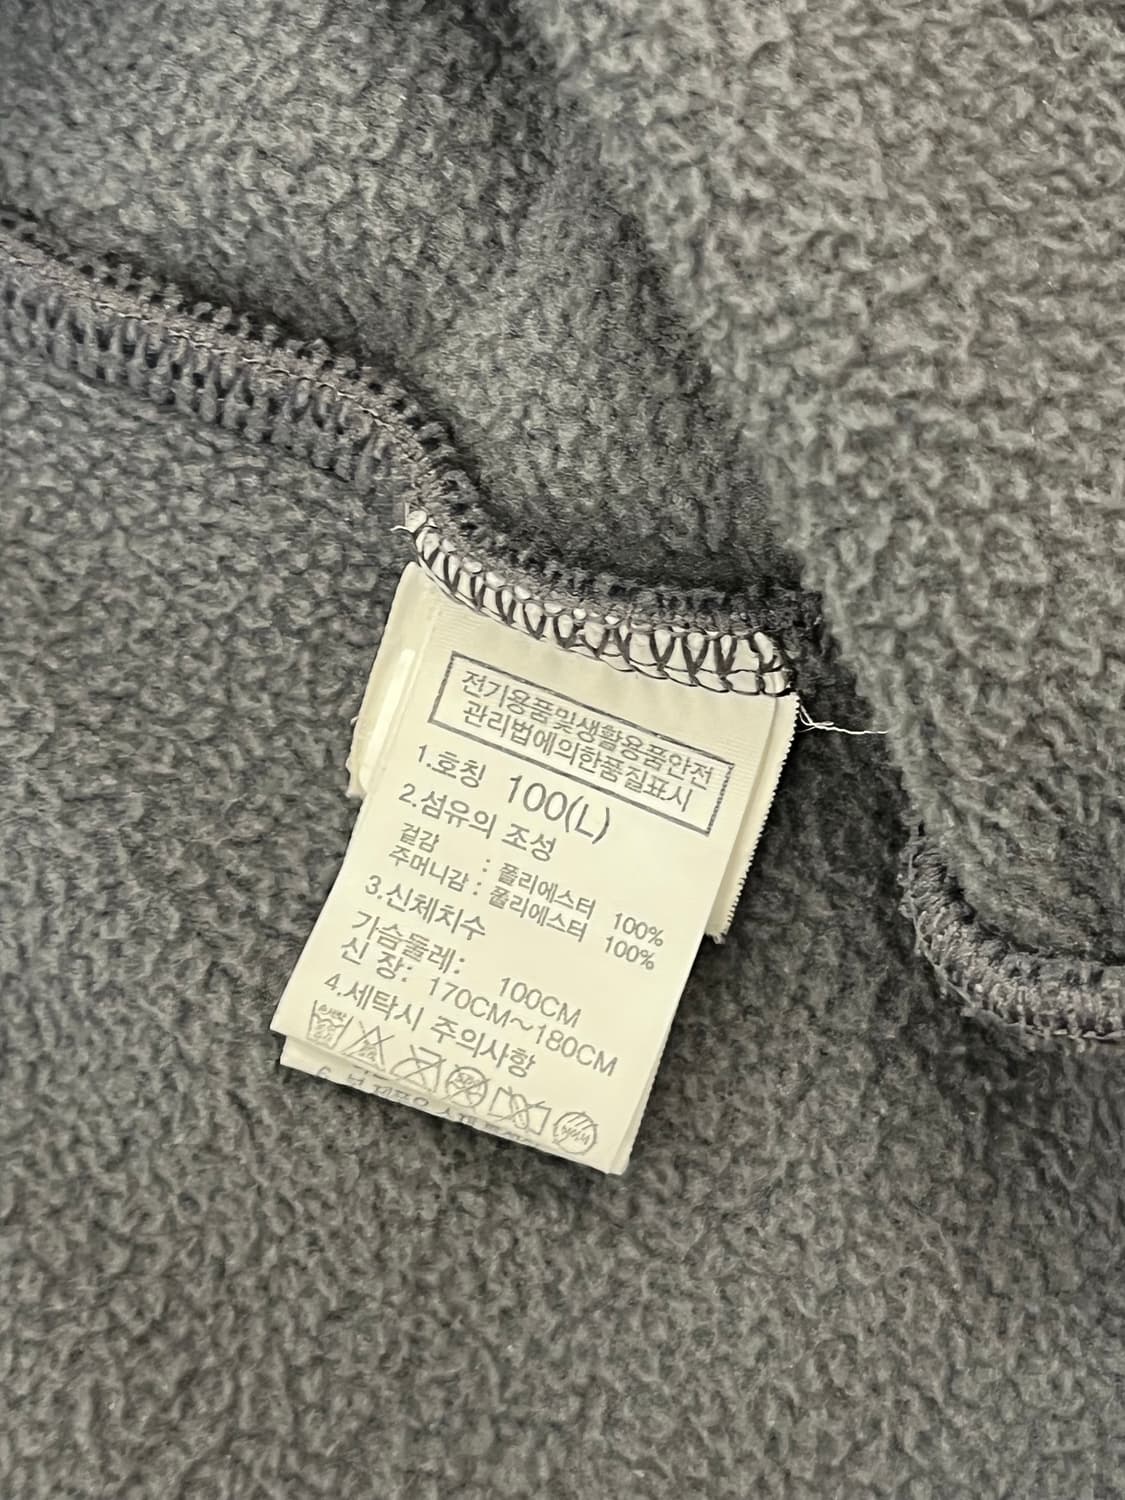 전기용품및생활용품안전
관리법에의한품질표시
1.호칭 100(L)
2.섬유의 조성
겉감 : 폴리에스터 100%
주머니감 : 폴리에스터 100%
3.신체치수
가슴둘레: 100CM
신 장: 170CM~180CM
4.세탁시 주의사항